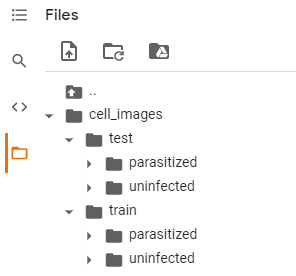 Files
..
cell_images
test
parasitized
uninfected
train
parasitized
uninfected